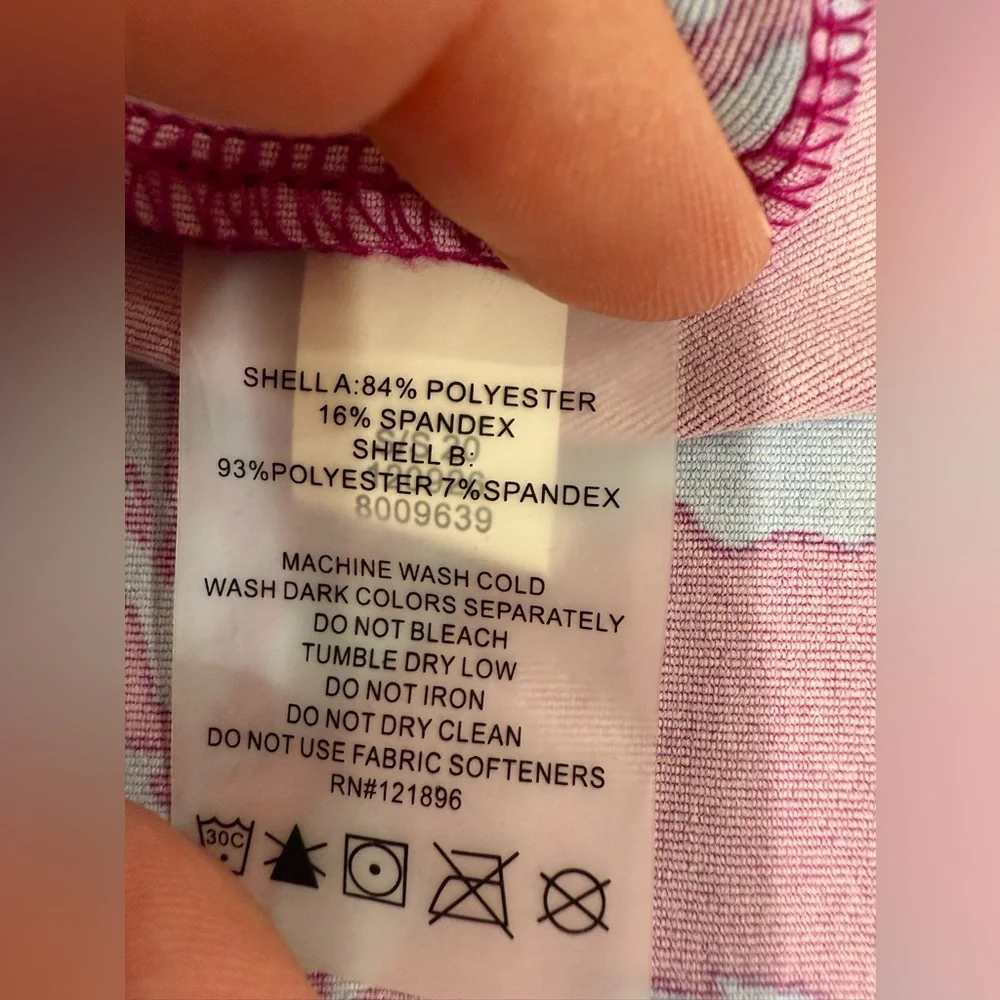 SHELL A:84% POLYESTER
16% SPANDEX
SHELL B:
93%POLYESTER 7%SPANDEX
8009639
MACHINE WASH COLD
WASH DARK COLORS SEPARATELY
DO NOT BLEACH
TUMBLE DRY LOW
DO NOT IRON
DO NOT DRY CLEAN
DO NOT USE FABRIC SOFTENERS
RN#121896
30C